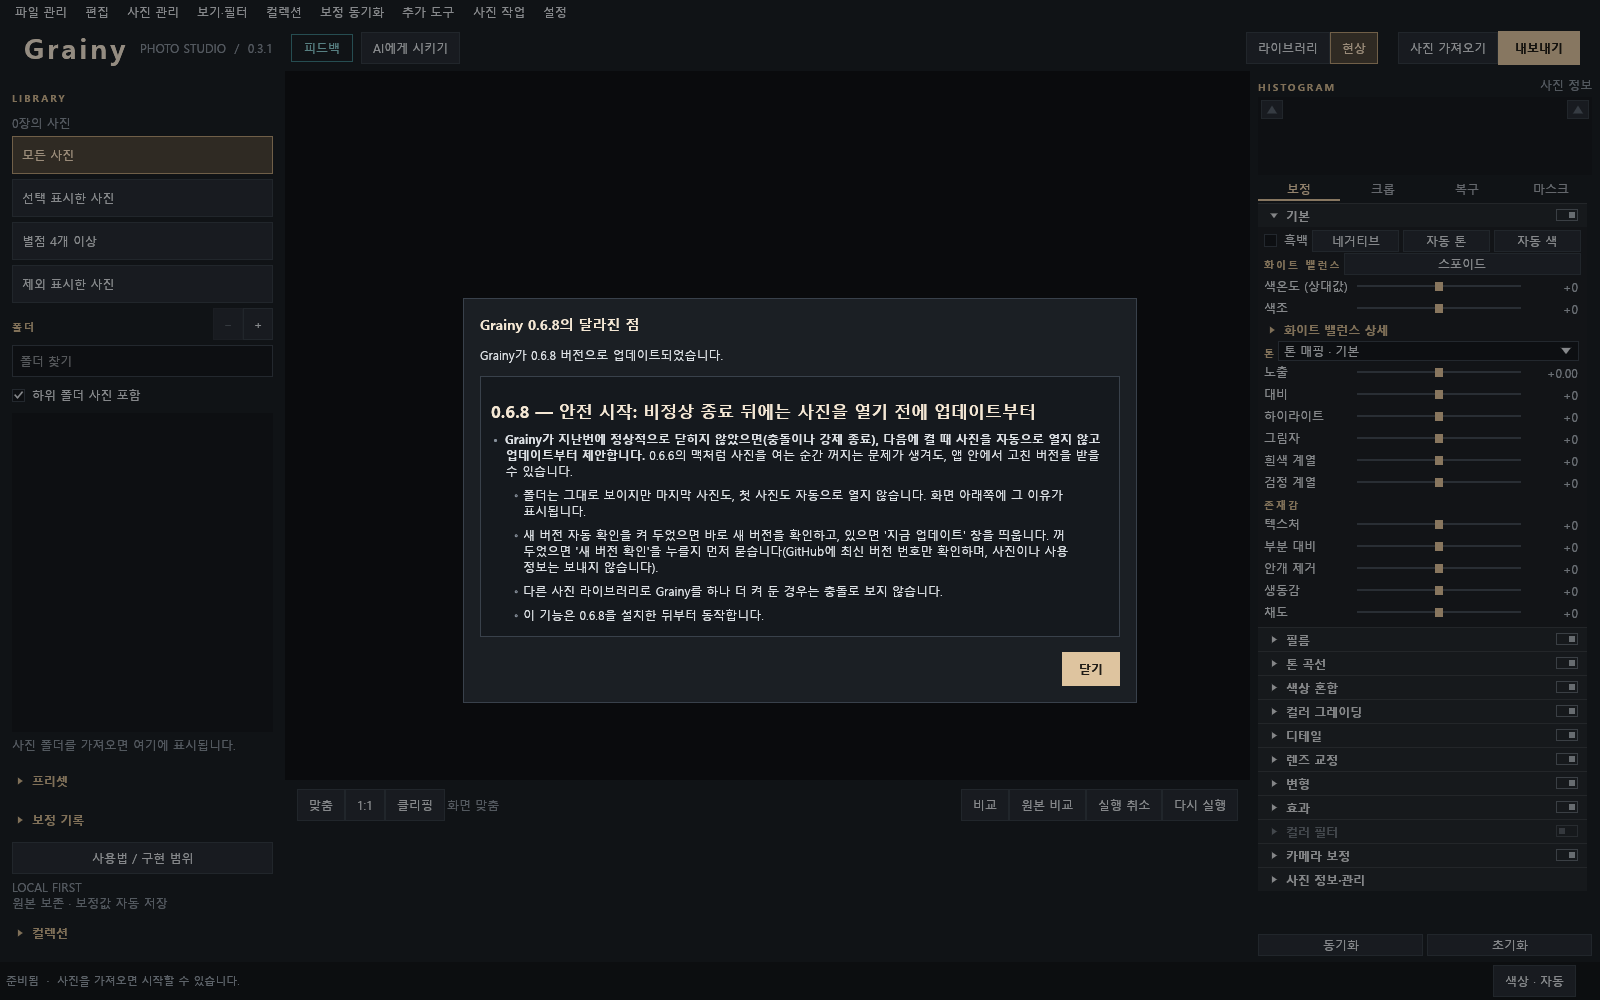 파일 관리 편집 사진 관리 보기·필터 컬렉션 보정 동기화 추가 도구 사진 작업 설정
Grainy PHOTO STUDIO / 0.3.1 피드백 AI에게 시키기 라이브러리 현상 사진 가져오기 내보내기
LIBRARY
0장의 사진
모든 사진
선택 표시한 사진
별점 4개 이상
제외 표시한 사진
폴더 − +
폴더 찾기
하위 폴더 사진 포함
사진 폴더를 가져오면 여기에 표시됩니다.
프리셋
보정 기록
사용법 / 구현 범위
LOCAL FIRST
원본 보존 · 보정값 자동 저장
컬렉션
Grainy 0.6.8의 달라진 점
Grainy가 0.6.8 버전으로 업데이트되었습니다.
0.6.8 — 안전 시작: 비정상 종료 뒤에는 사진을 열기 전에 업데이트부터
• Grainy가 지난번에 정상적으로 닫히지 않았으면(충돌이나 강제 종료), 다음에 켤 때 사진을 자동으로 열지 않고
업데이트부터 제안합니다. 0.6.6의 맥처럼 사진을 여는 순간 꺼지는 문제가 생겨도, 앱 안에서 고친 버전을 받을
수 있습니다.
• 폴더는 그대로 보이지만 마지막 사진도, 첫 사진도 자동으로 열지 않습니다. 화면 아래쪽에 그 이유가
표시됩니다.
• 새 버전 자동 확인을 켜 두었으면 바로 새 버전을 확인하고, 있으면 '지금 업데이트' 창을 띄웁니다. 꺼
두었으면 '새 버전 확인'을 누를지 먼저 묻습니다(GitHub에 최신 버전 번호만 확인하며, 사진이나 사용
정보는 보내지 않습니다).
• 다른 사진 라이브러리로 Grainy를 하나 더 켜 둔 경우는 충돌로 보지 않습니다.
• 이 기능은 0.6.8을 설치한 뒤부터 동작합니다.
닫기
맞춤 1:1 클리핑 화면 맞춤 비교 원본 비교 실행 취소 다시 실행
HISTOGRAM 사진 정보
보정 크롭 복구 마스크
기본
흑백 네거티브 자동 톤 자동 색
화이트 밸런스 스포이드
색온도 (상대값) +0
색조 +0
화이트 밸런스 상세
톤 톤 매핑 · 기본
노출 +0.00
대비 +0
하이라이트 +0
그림자 +0
흰색 계열 +0
검정 계열 +0
존재감
텍스처 +0
부분 대비 +0
안개 제거 +0
생동감 +0
채도 +0
필름
톤 곡선
색상 혼합
컬러 그레이딩
디테일
렌즈 교정
변형
효과
컬러 필터
카메라 보정
사진 정보·관리
동기화 초기화
준비됨 · 사진을 가져오면 시작할 수 있습니다. 색상 · 자동